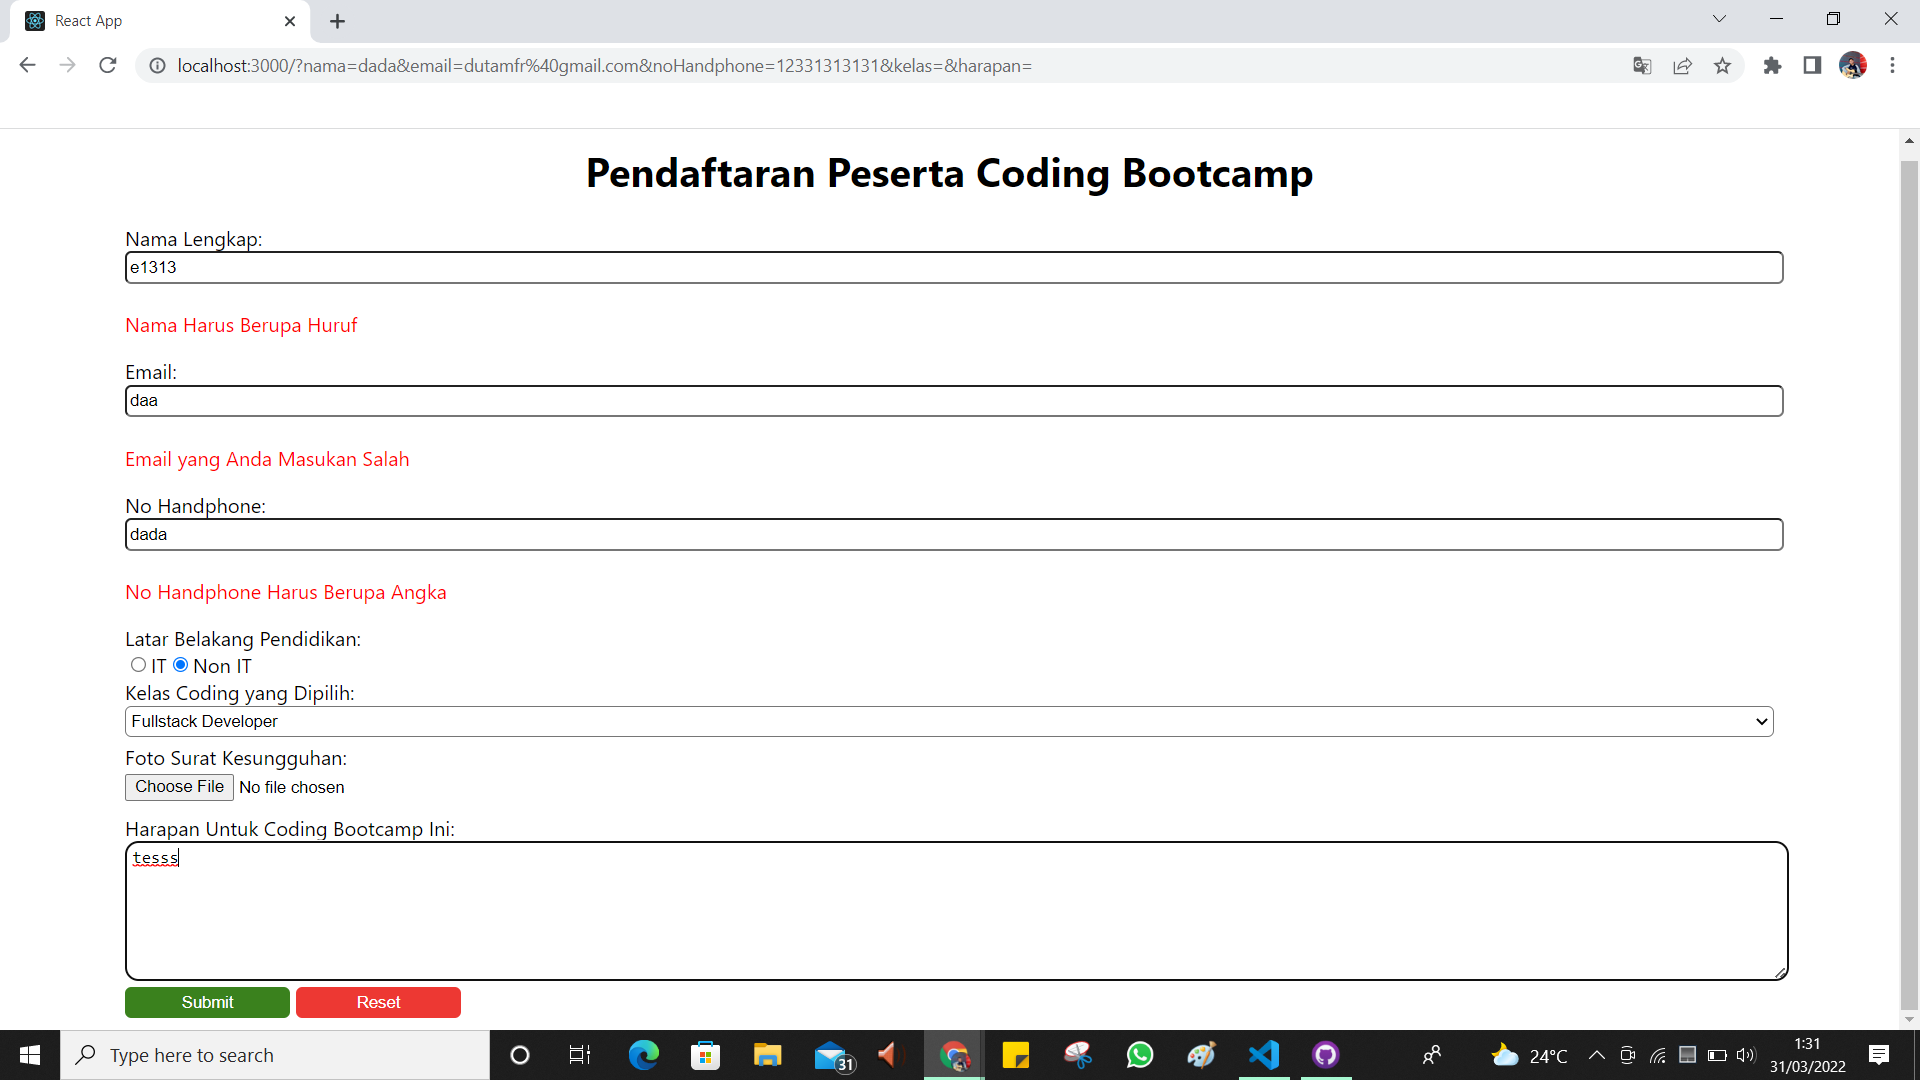 React App
localhost:3000/?nama=dada&email=dutamfr%40gmail.com&noHandphone=12331313131&kelas=&harapan=
Pendaftaran Peserta Coding Bootcamp
Nama Lengkap:
e1313
Nama Harus Berupa Huruf
Email:
daa
Email yang Anda Masukan Salah
No Handphone:
dada
No Handphone Harus Berupa Angka
Latar Belakang Pendidikan:
IT Non IT
Kelas Coding yang Dipilih:
Fullstack Developer
Foto Surat Kesungguhan:
Choose File No file chosen
Harapan Untuk Coding Bootcamp Ini:
tesss
Submit Reset
Type here to search
31
24°C
1:31
31/03/2022